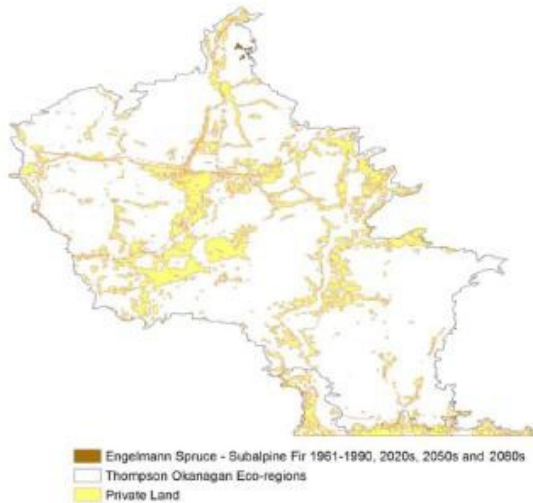 Engelmann Spruce - Subalpine Fir 1961-1990, 2020s, 2050s and 2080s
Thompson Okanagan Eco-regions
Private Land